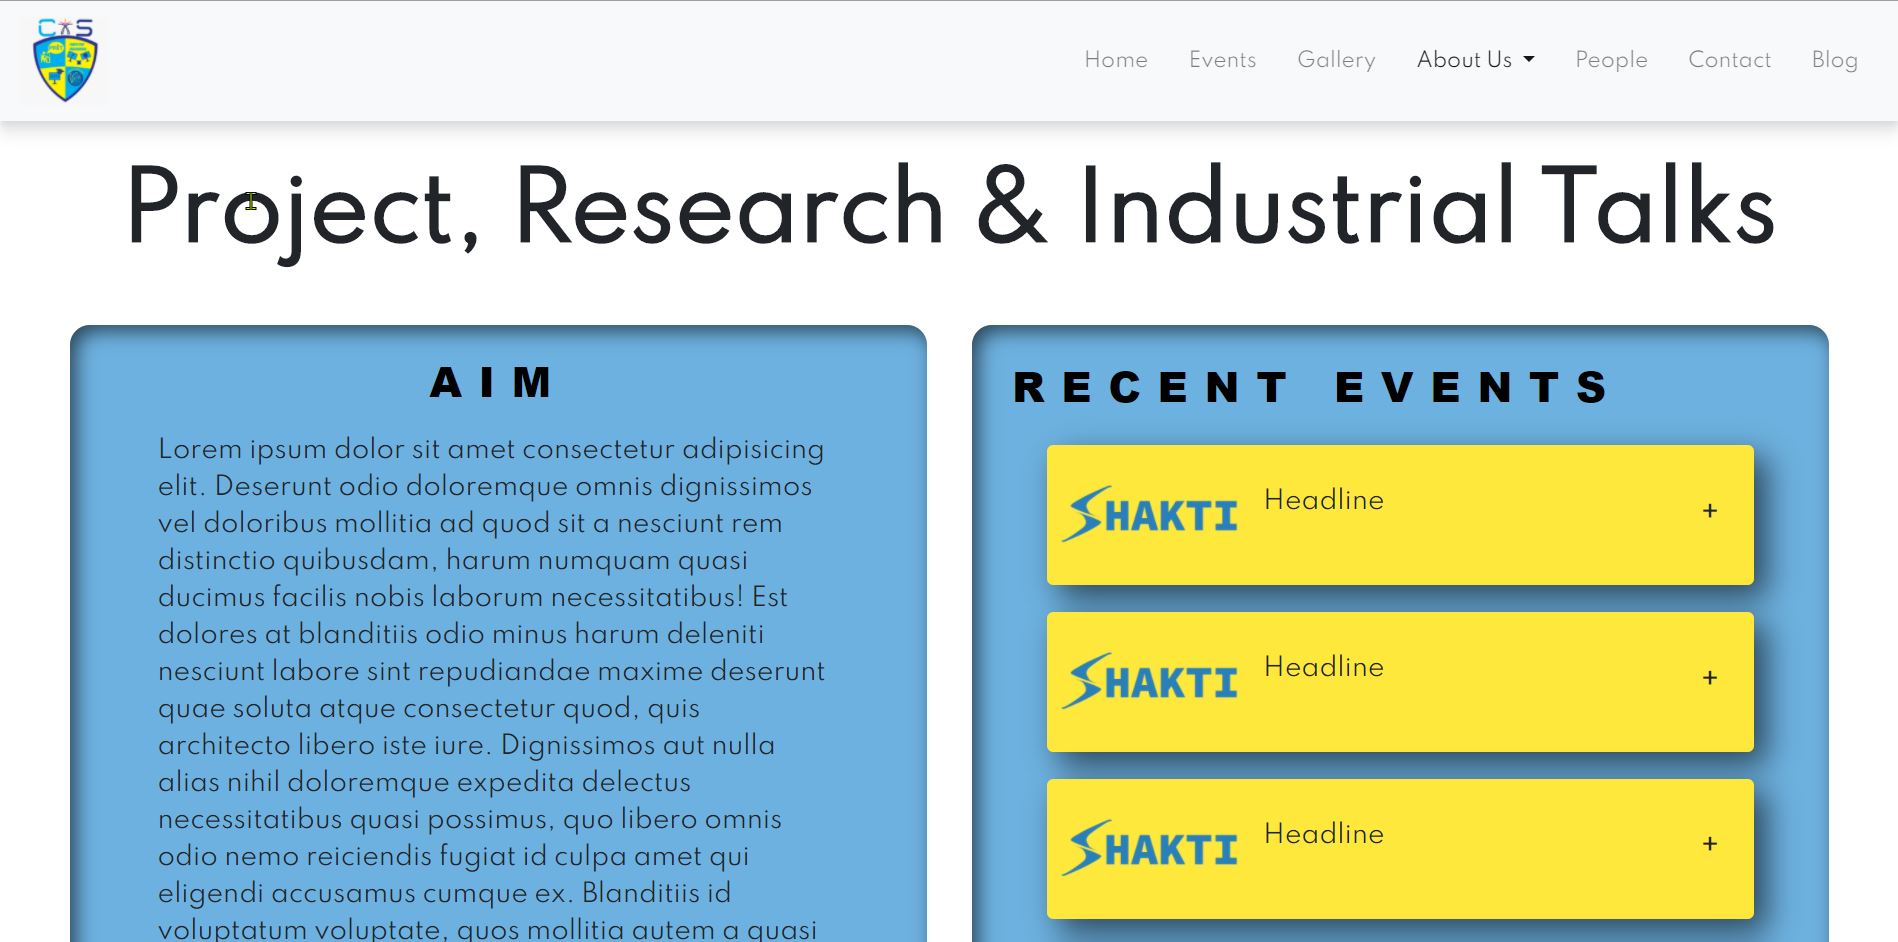 CIS
Home Events Gallery About Us People Contact Blog
Project, Research & Industrial Talks
AIM
Lorem ipsum dolor sit amet consectetur adipisicing
elit. Deserunt odio doloremque omnis dignissimos
vel doloribus mollitia ad quod sit a nesciunt rem
distinctio quibusdam, harum numquam quasi
ducimus facilis nobis laborum necessitatibus! Est
dolores at blanditiis odio minus harum deleniti
nesciunt labore sint repudiandae maxime deserunt
quae soluta atque consectetur quod, quis
architecto libero iste iure. Dignissimos aut nulla
alias nihil doloremque expedita delectus
necessitatibus quasi possimus, quo libero omnis
odio nemo reiciendis fugiat id culpa amet qui
eligendi accusamus cumque ex. Blanditiis id
voluptatum voluptate, quos mollitia autem a quasi
RECENT EVENTS
SHAKTI Headline +
SHAKTI Headline +
SHAKTI Headline +